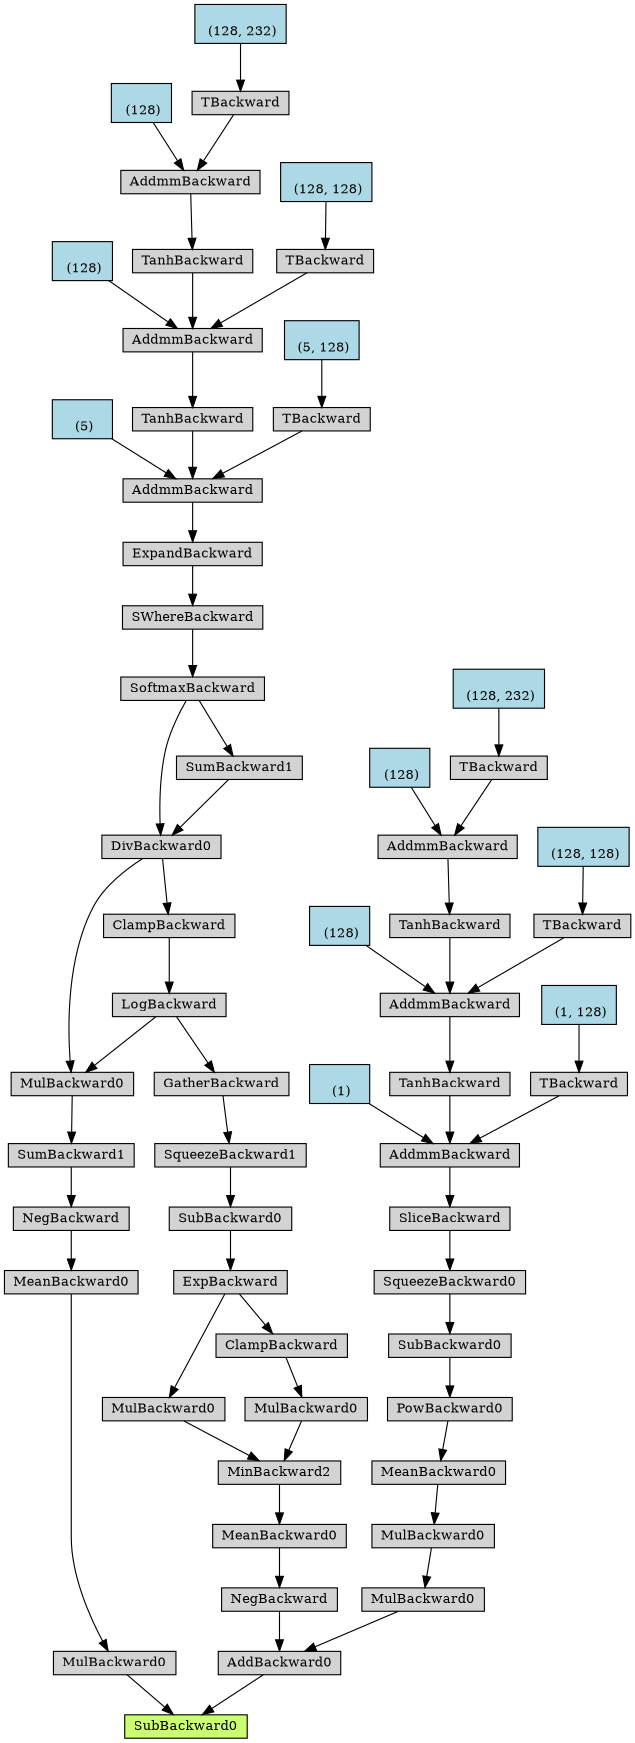 (128, 232)
TBackward
(128)
AddmmBackward
(128, 128)
TanhBackward
TBackward
(128)
AddmmBackward
(5, 128)
TanhBackward
TBackward
(5)
AddmmBackward
ExpandBackward
SWhereBackward
SoftmaxBackward
(128, 232)
SumBackward1
TBackward
(128)
DivBackward0
AddmmBackward
(128, 128)
ClampBackward
TanhBackward
TBackward
(128)
LogBackward
AddmmBackward
(1, 128)
MulBackward0
GatherBackward
TanhBackward
TBackward
(1)
SumBackward1
SqueezeBackward1
AddmmBackward
NegBackward
SubBackward0
SliceBackward
MeanBackward0
ExpBackward
SqueezeBackward0
ClampBackward
SubBackward0
MulBackward0
MulBackward0
PowBackward0
MinBackward2
MeanBackward0
MeanBackward0
MulBackward0
NegBackward
MulBackward0
MulBackward0
AddBackward0
SubBackward0